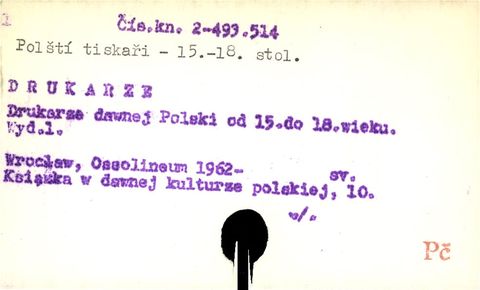 1
Čís.kn. 2-493.514
Polští tiskaři - 15.-18. stol.
DRUKARZE
Drukarze dawnej Polski od 15.do 18.wieku.
Wyd.1.
Wrocław, Ossolineum 1962- sv.
Książka w dawnej kulturze polskiej, 10.
./.
Pč